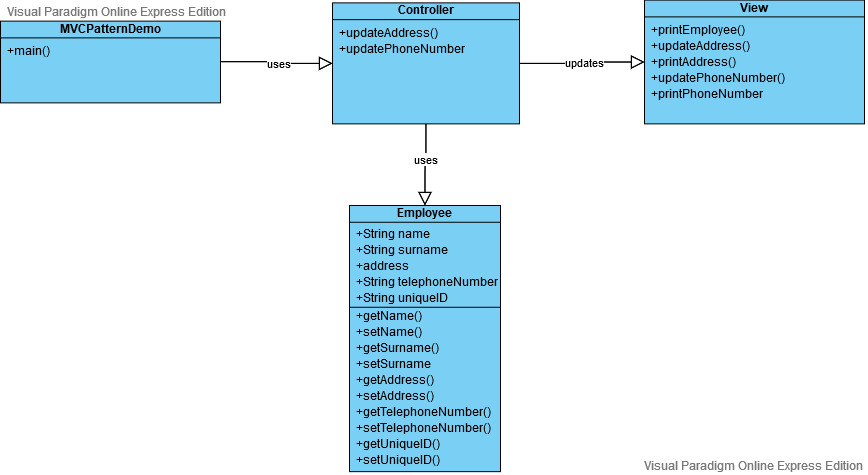 Visual Paradigm Online Express Edition
MVCPatternDemo
+main()
uses
Controller
+updateAddress()
+updatePhoneNumber
updates
View
+printEmployee()
+updateAddress()
+printAddress()
+updatePhoneNumber()
+printPhoneNumber
uses
Employee
+String name
+String surname
+address
+String telephoneNumber
+String uniqueID
+getName()
+setName()
+getSurname()
+setSurname
+getAddress()
+setAddress()
+getTelephoneNumber()
+setTelephoneNumber()
+getUniqueID()
+setUniqueID()
Visual Paradigm Online Express Edition